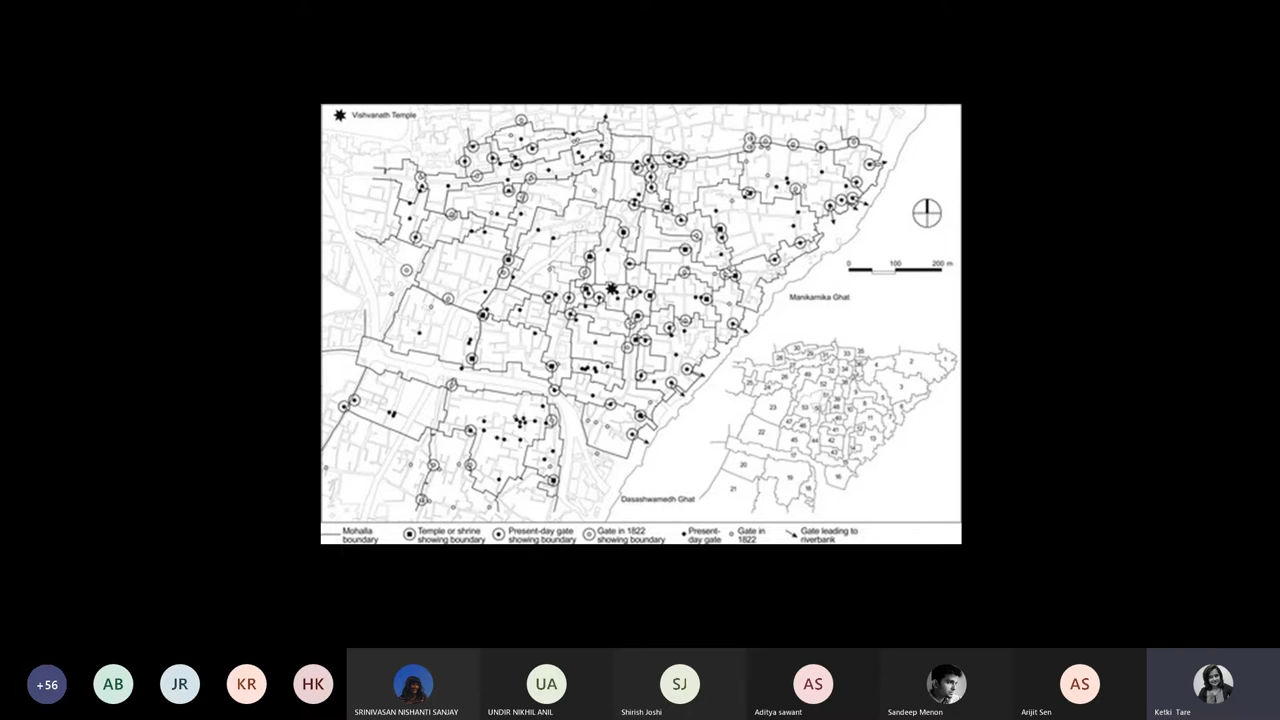 Vishvanath Temple
0 100 200 m
Manikarnika Ghat
Dasashwamedh Ghat
Mohalla
boundary
Temple or shrine
showing boundary
Present-day gate
showing boundary
Gate in 1822
showing boundary
Present-
day gate
Gate in
1822
Gate leading to
riverbank
+56
AB
JR
KR
HK
SRINIVASAN NISHANTI SANJAY
UA
UNDIR NIKHIL ANIL
SJ
Shirish Joshi
AS
Aditya sawant
Sandeep Menon
AS
Arijit Sen
Ketki Tare